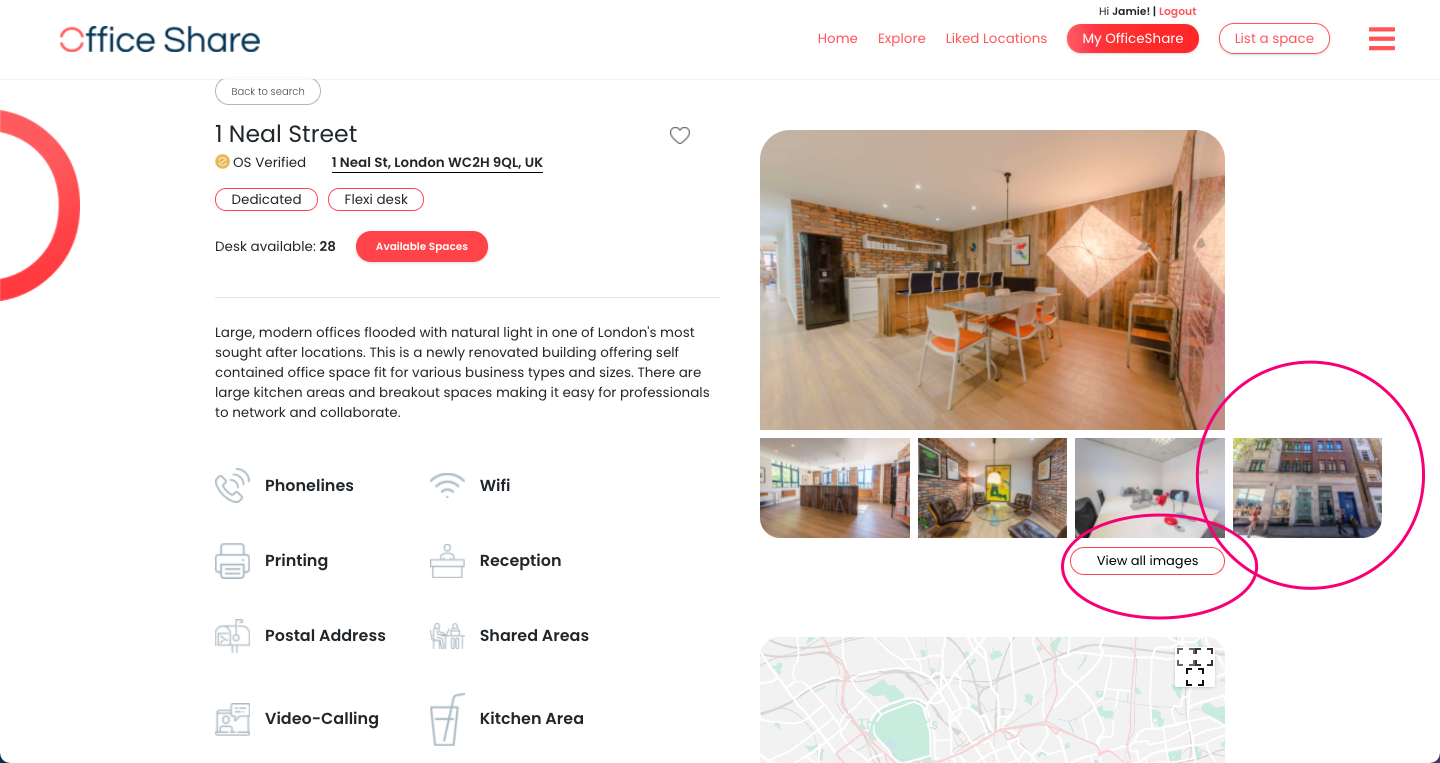 Hi Jamie! | Logout
Office Share
Home
Explore
Liked Locations
My OfficeShare
List a space
Back to search
1 Neal Street
OS Verified
1 Neal St, London WC2H 9QL, UK
Dedicated
Flexi desk
Desk available: 28
Available Spaces
Large, modern offices flooded with natural light in one of London's most
sought after locations. This is a newly renovated building offering self
contained office space fit for various business types and sizes. There are
large kitchen areas and breakout spaces making it easy for professionals
to network and collaborate.
Phonelines
Wifi
Printing
Reception
Postal Address
Shared Areas
Video-Calling
Kitchen Area
View all images